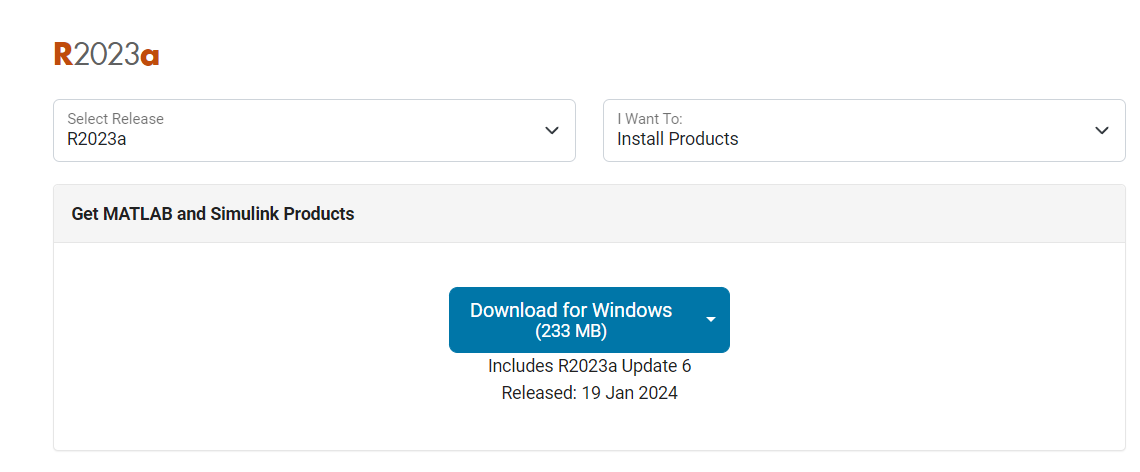 R2023a
Select Release
R2023a
I Want To:
Install Products
Get MATLAB and Simulink Products
Download for Windows
(233 MB)
Includes R2023a Update 6
Released: 19 Jan 2024